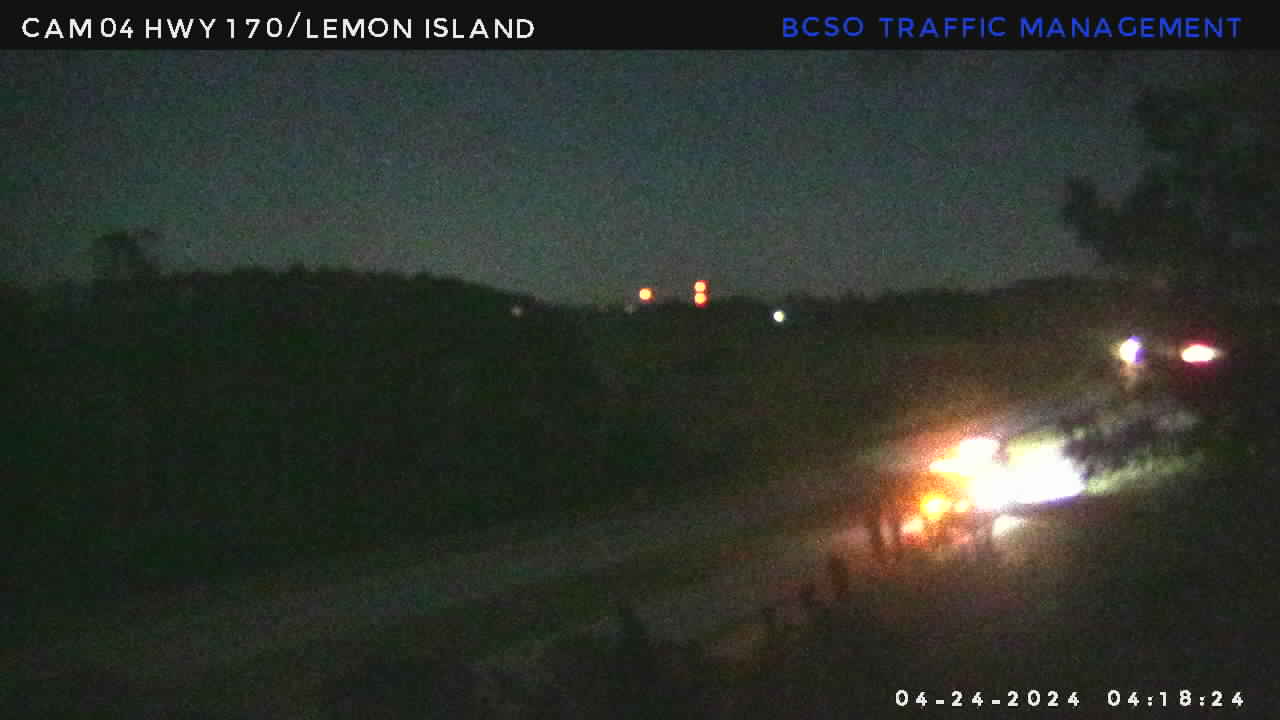 CAM04 HWY 170/LEMON ISLAND
BCSO TRAFFIC MANAGEMENT
04-24-2024 04:18:24